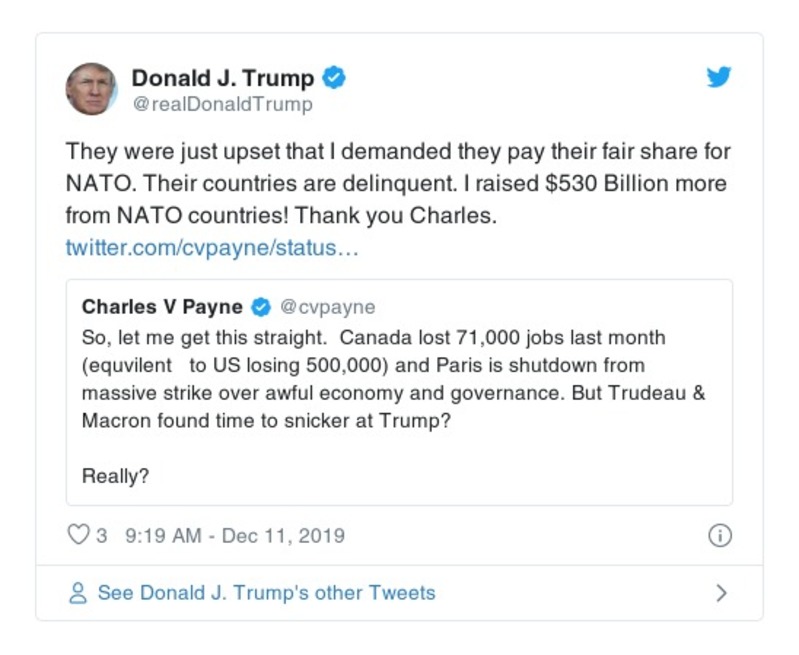 Donald J. Trump
@realDonaldTrump
They were just upset that I demanded they pay their fair share for
NATO. Their countries are delinquent. I raised $530 Billion more
from NATO countries! Thank you Charles.
twitter.com/cvpayne/status…
Charles V Payne @cvpayne
So, let me get this straight.  Canada lost 71,000 jobs last month
(equvilent   to US losing 500,000) and Paris is shutdown from
massive strike over awful economy and governance. But Trudeau &
Macron found time to snicker at Trump?
Really?
3 9:19 AM - Dec 11, 2019
See Donald J. Trump's other Tweets